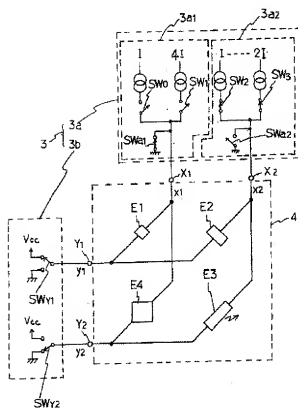 3a1 3a2
I 4I I 2I
SW0 SW1 SW2 SW3
3a
3
3b
SWa1 SWa2
X1 X2
x1 x2
E1 E2 4
Vcc Y1
y1
SWY1
E4 E3
Vcc Y2
y2
SWY2